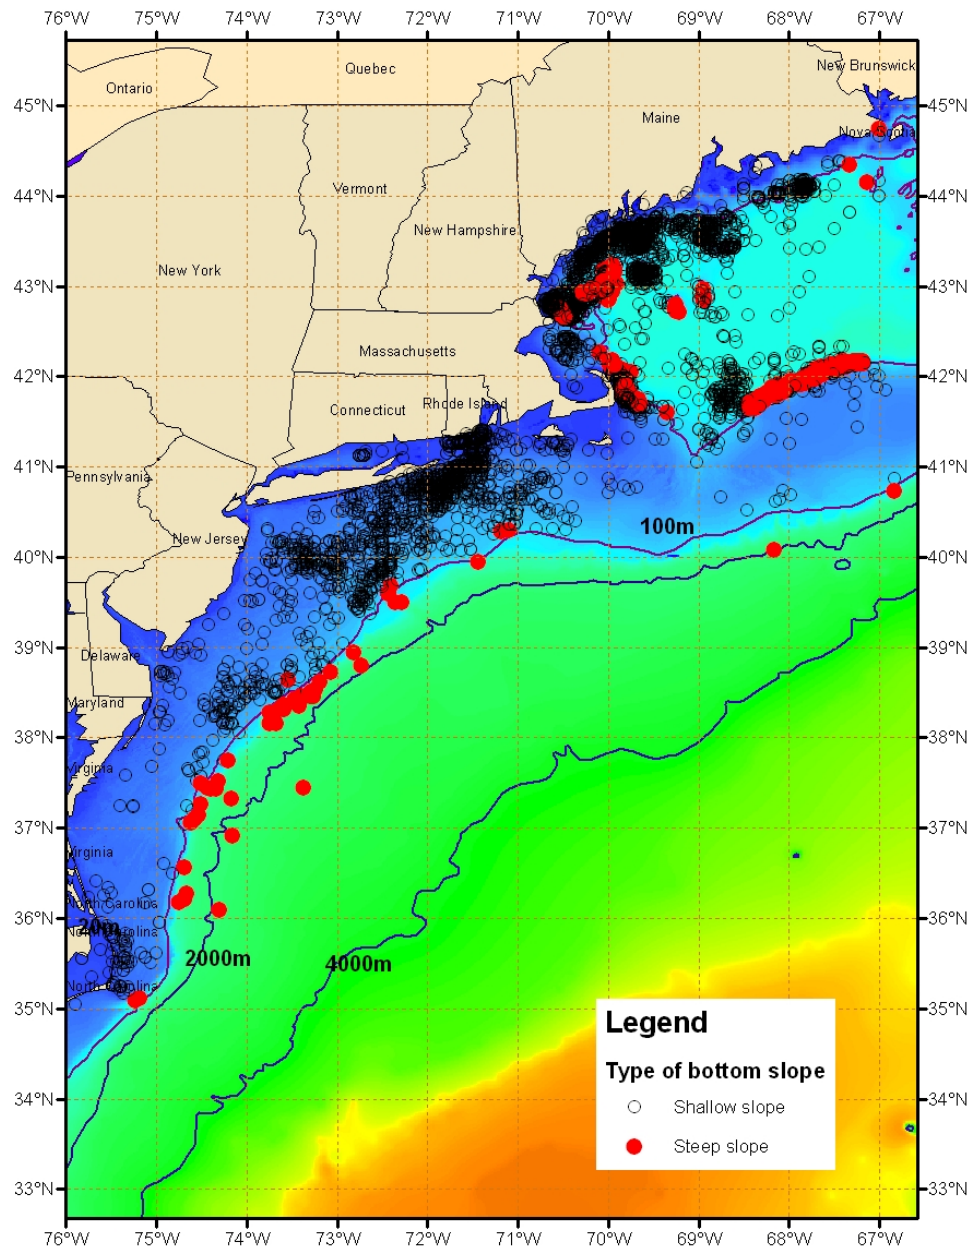 76°W 75°W 74°W 73°W 72°W 71°W 70°W 69°W 68°W 67°W
New Brunswick
Quebec
Ontario
45°N 45°N
Maine
Nova Scotia
Vermont
44°N 44°N
New Hampshire
New York
43°N 43°N
Massachusetts
42°N 42°N
Rhode Island
Connecticut
41°N 41°N
Pennsylvania
100m
New Jersey
40°N 40°N
39°N 39°N
Delaware
Maryland
38°N 38°N
Virginia
37°N 37°N
Virginia
North Carolina
36°N 36°N
20m
North Carolina
2000m
4000m
North Carolina
35°N 35°N
Legend
Type of bottom slope
Shallow slope
Steep slope
34°N 34°N
33°N 33°N
76°W 75°W 74°W 73°W 72°W 71°W 70°W 69°W 68°W 67°W